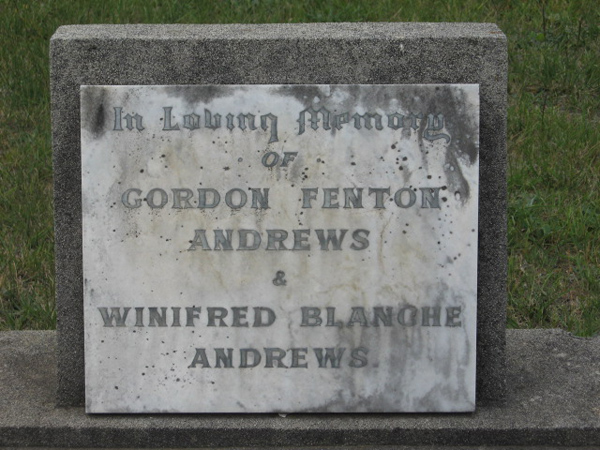 In Loving Memory
OF
GORDON FENTON
ANDREWS
&
WINIFRED BLANCHE
ANDREWS.